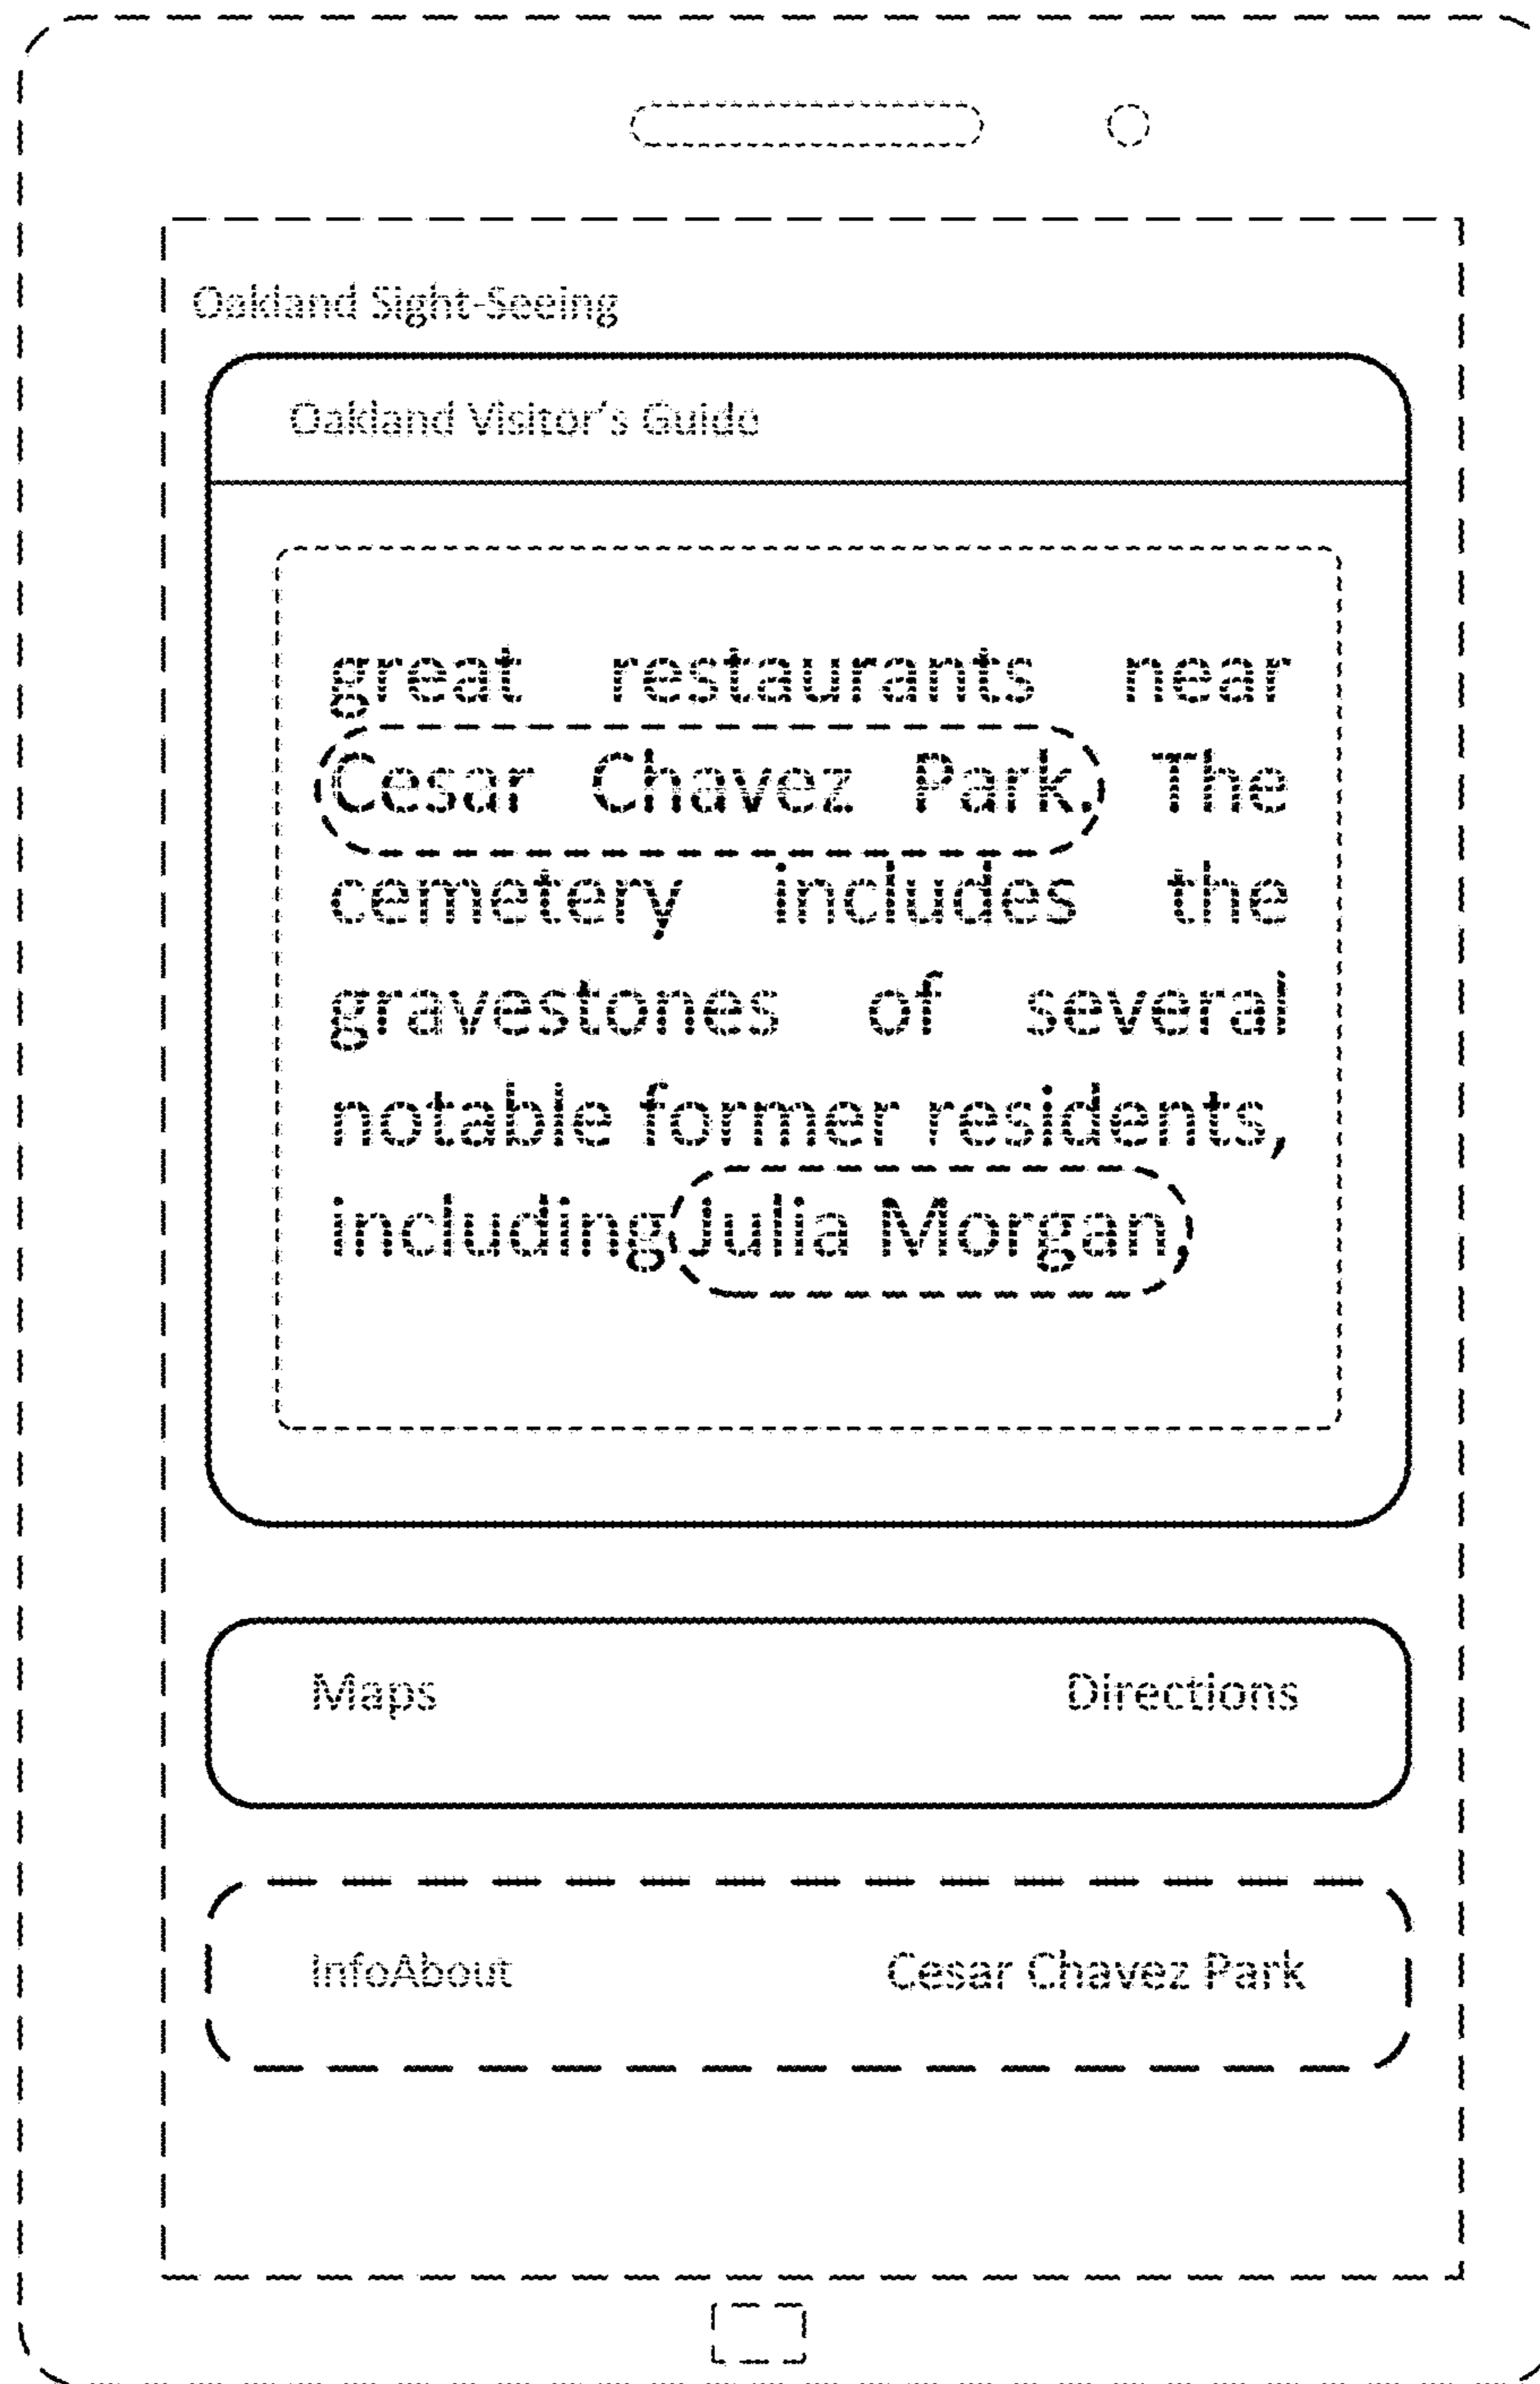 Oakland Sight-Seeing
Oakland Visitor's Guide
great restaurants near
Cesar Chavez Park. The
cemetery includes the
gravestones of several
notable former residents,
including Julia Morgan,
Maps Directions
InfoAbout Cesar Chavez Park